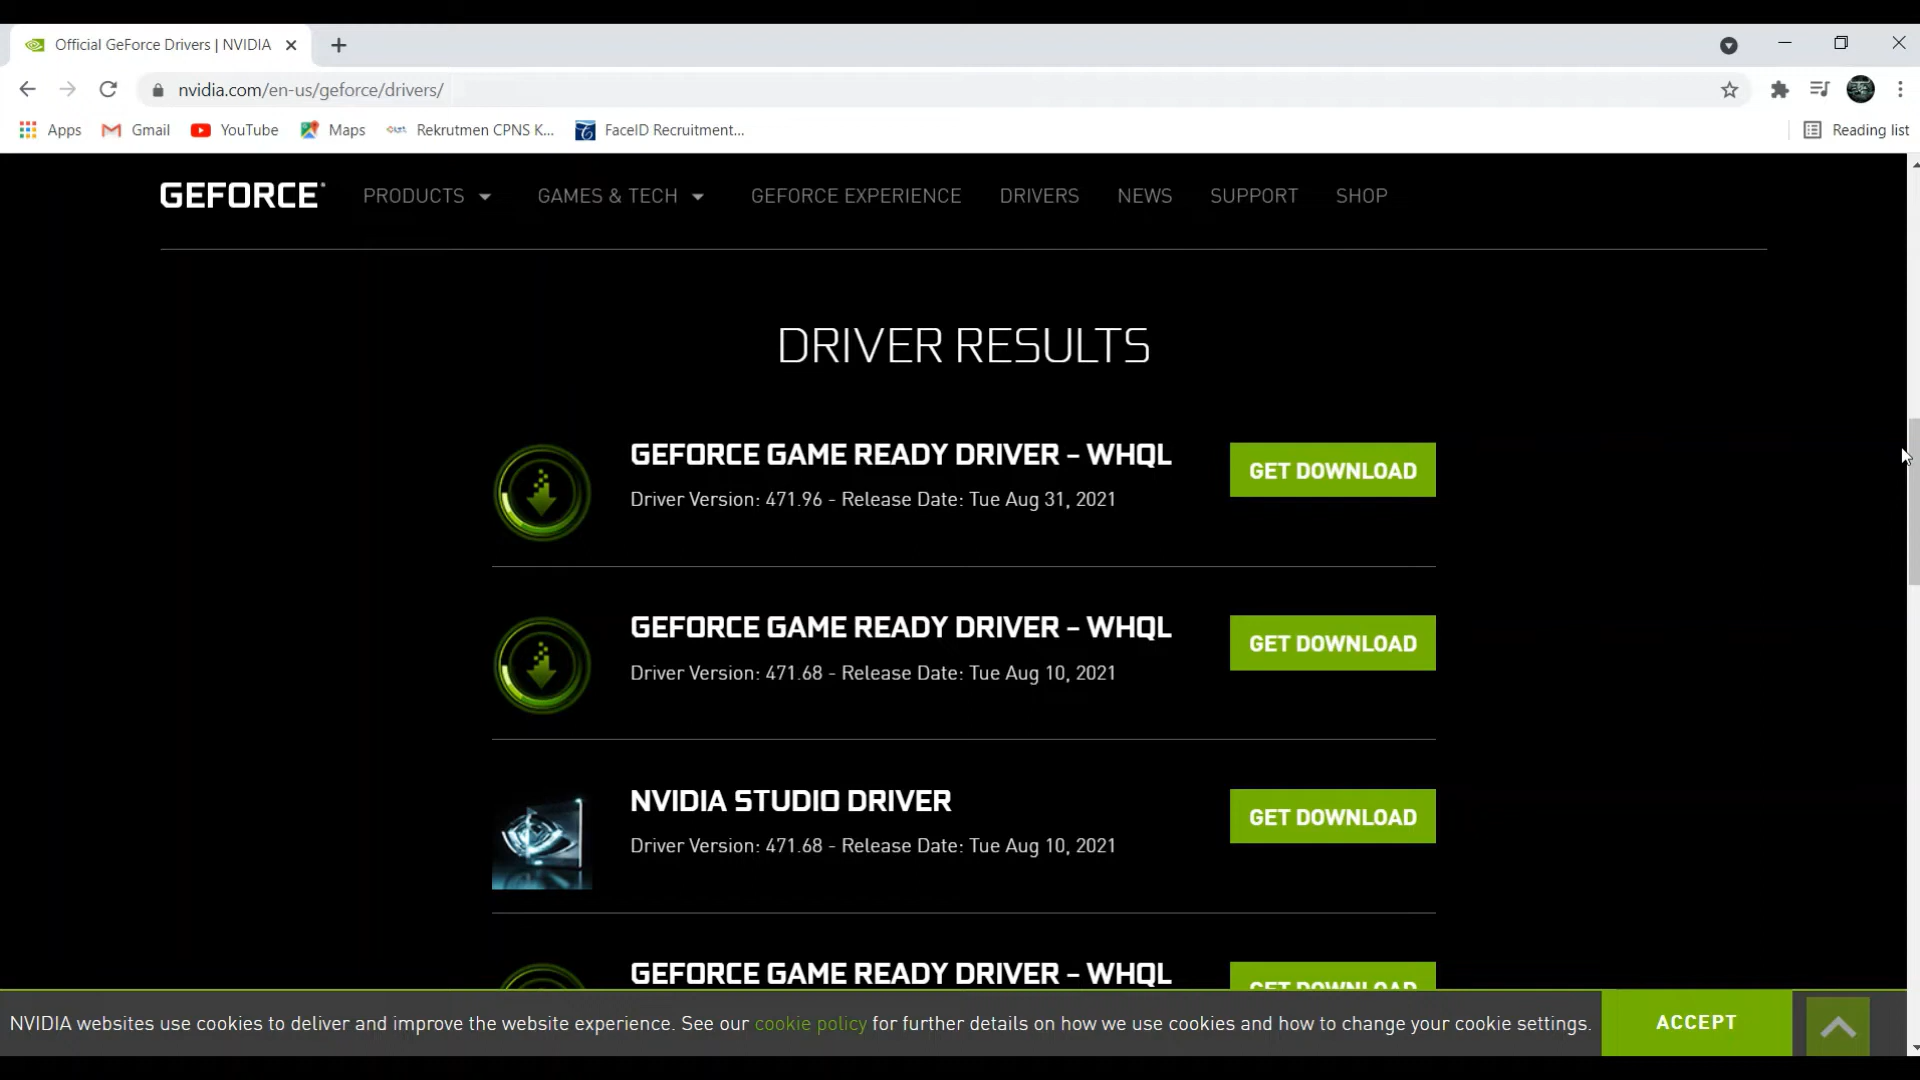 Official GeForce Drivers | NVIDIA
nvidia.com/en-us/geforce/drivers/
Apps Gmail YouTube Maps Rekrutmen CPNS K... FaceID Recruitment... Reading list
GEFORCE PRODUCTS GAMES & TECH GEFORCE EXPERIENCE DRIVERS NEWS SUPPORT SHOP
DRIVER RESULTS
GEFORCE GAME READY DRIVER – WHQL
GET DOWNLOAD
Driver Version: 471.96 - Release Date: Tue Aug 31, 2021
GEFORCE GAME READY DRIVER – WHQL
GET DOWNLOAD
Driver Version: 471.68 - Release Date: Tue Aug 10, 2021
NVIDIA STUDIO DRIVER
GET DOWNLOAD
Driver Version: 471.68 - Release Date: Tue Aug 10, 2021
GEFORCE GAME READY DRIVER – WHQL
GET DOWNLOAD
NVIDIA websites use cookies to deliver and improve the website experience. See our cookie policy for further details on how we use cookies and how to change your cookie settings. ACCEPT